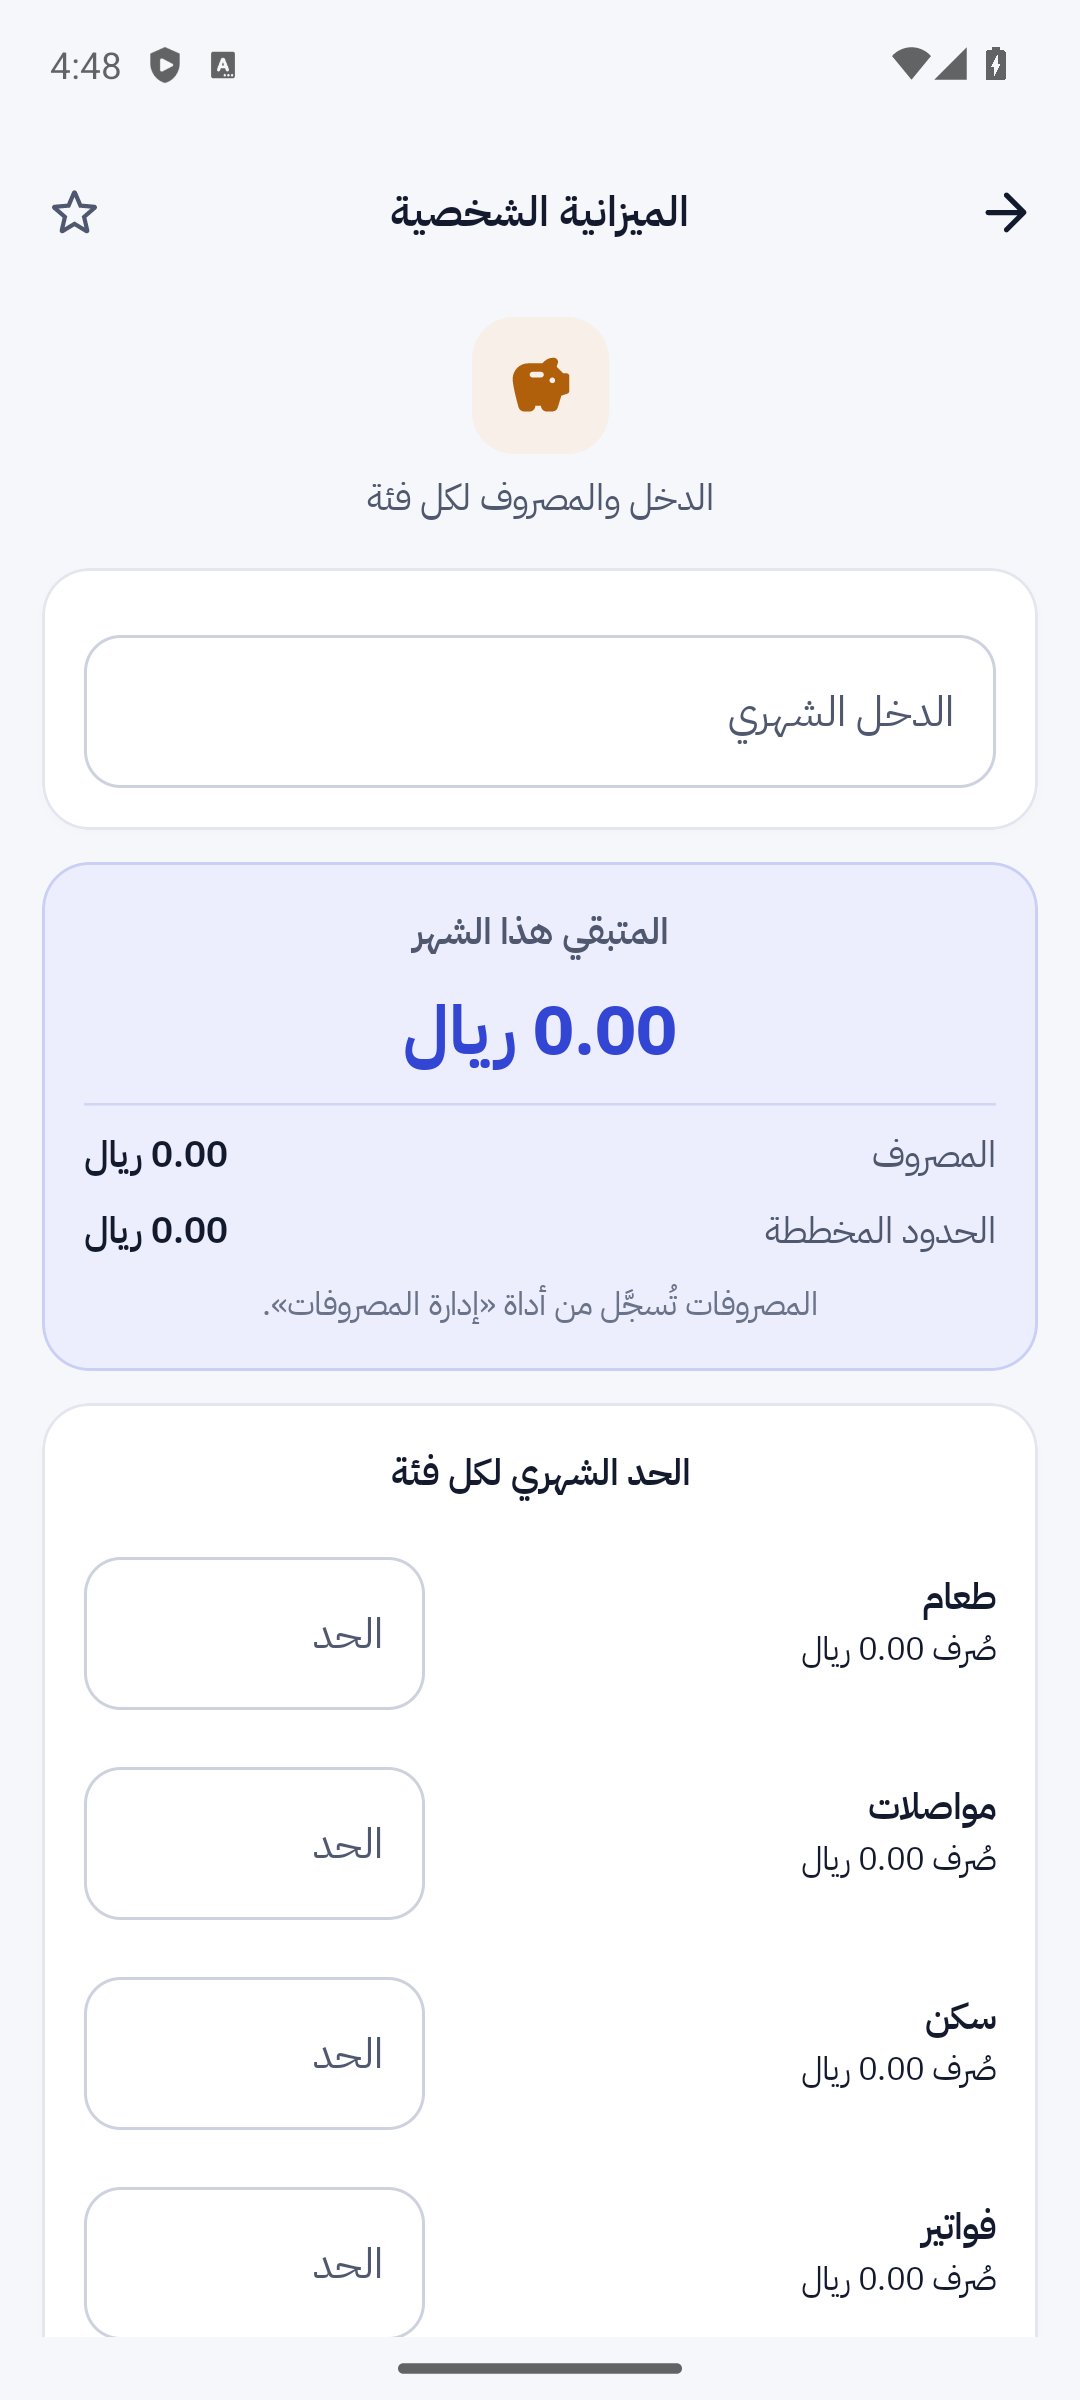 4:48
الميزانية الشخصية
الدخل والمصروف لكل فئة
الدخل الشهري
المتبقي هذا الشهر
0.00 ريال
المصروف 0.00 ريال
الحدود المخططة 0.00 ريال
المصروفات تُسجَّل من أداة «إدارة المصروفات».
الحد الشهري لكل فئة
طعام
صُرف 0.00 ريال
الحد
مواصلات
صُرف 0.00 ريال
الحد
سكن
صُرف 0.00 ريال
الحد
فواتير
صُرف 0.00 ريال
الحد